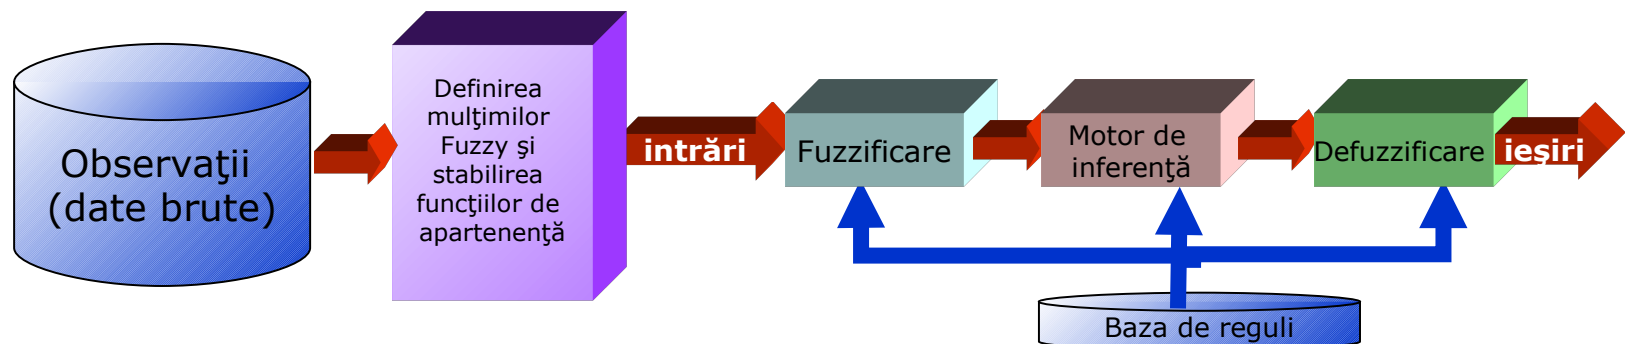 Observaţii
(date brute)
Definirea
mulţimilor
Fuzzy şi
stabilirea
funcţiilor de
apartenenţă
intrări
Fuzzificare
Motor de
inferenţă
Defuzzificare
ieşiri
Baza de reguli